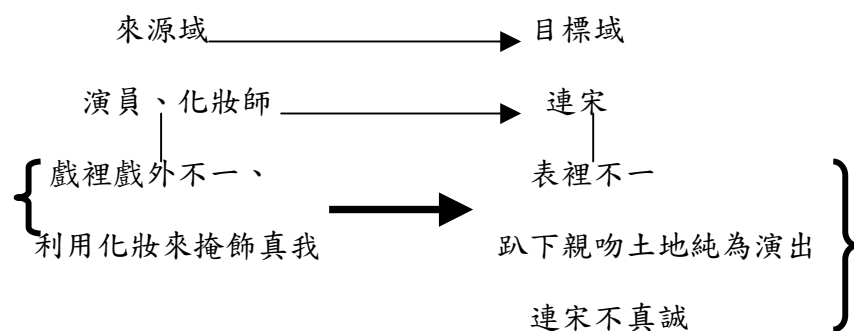 來源域 目標域
演員、化妝師 連宋
戲裡戲外不一、 表裡不一
利用化妝來掩飾真我 趴下親吻土地純為演出
連宋不真誠